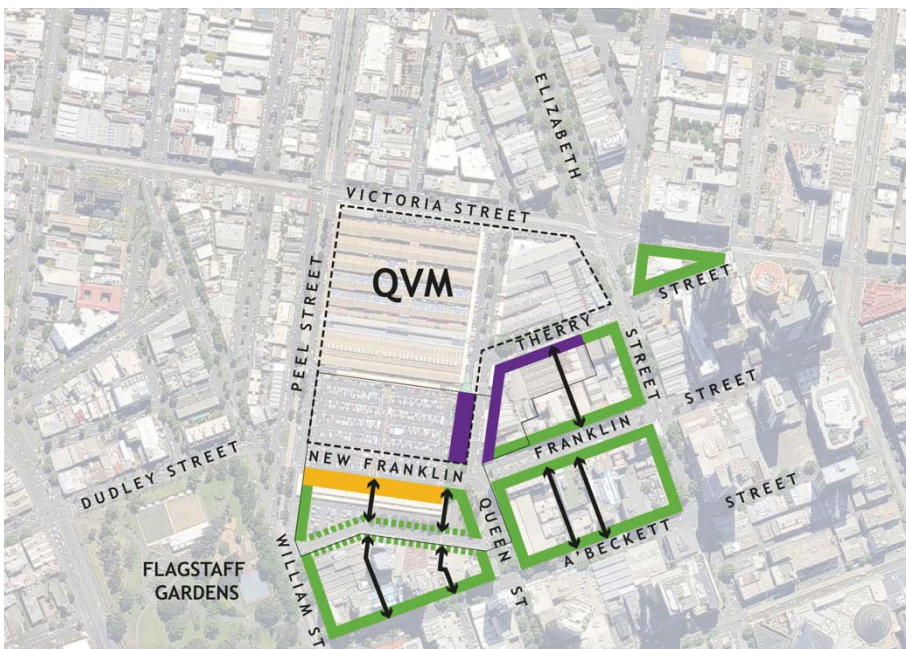 ELIZABETH
VICTORIA STREET
QVM
STREET
PEEL STREET
THERRY
STREET
STREET
FRANKLIN
NEW FRANKLIN
DUDLEY STREET
STREET
QUEEN ST
A'BECKETT
WILLIAM ST
FLAGSTAFF
GARDENS